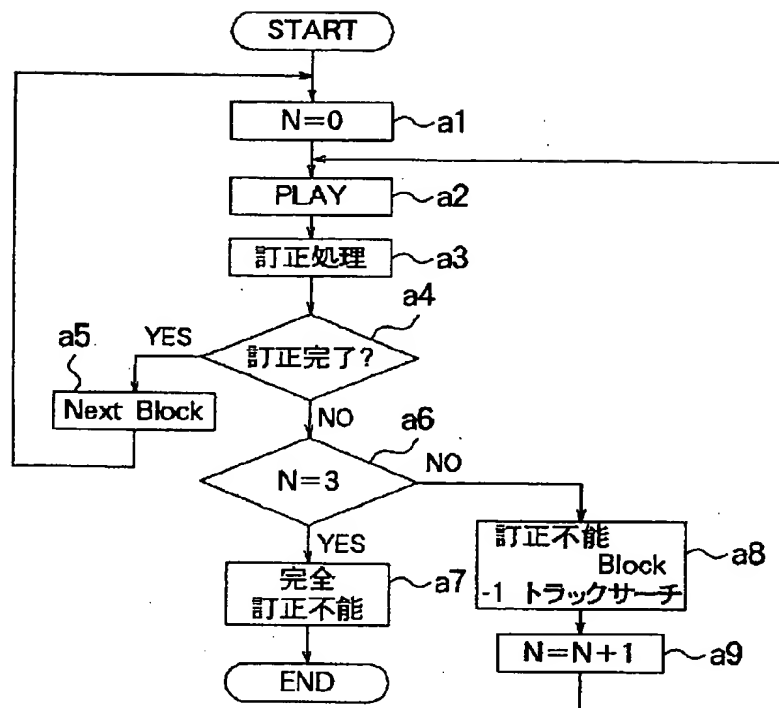 START
N=0
a1
PLAY
a2
訂正処理
a3
a4
訂正完了?
YES
a5
Next Block
NO
a6
N=3
NO
YES
完全
訂正不能
a7
END
訂正不能
Block
-1 トラックサーチ
a8
N=N+1
a9